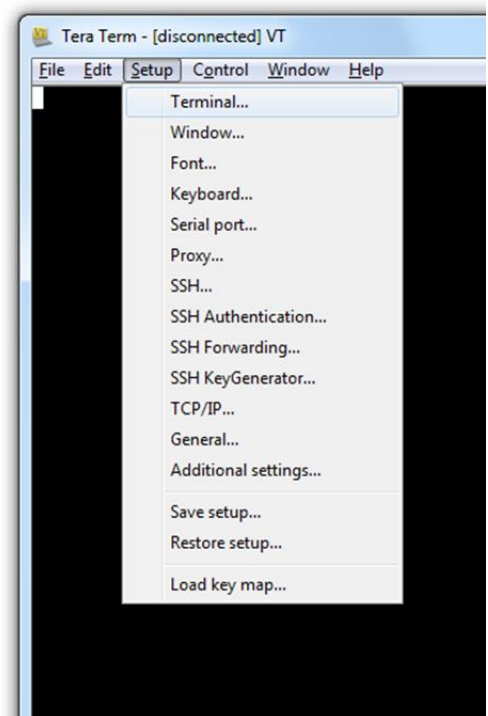 Tera Term - [disconnected] VT
File Edit Setup Control Window Help
Terminal...
Window...
Font...
Keyboard...
Serial port...
Proxy...
SSH...
SSH Authentication...
SSH Forwarding...
SSH KeyGenerator...
TCP/IP...
General...
Additional settings...
Save setup...
Restore setup...
Load key map...